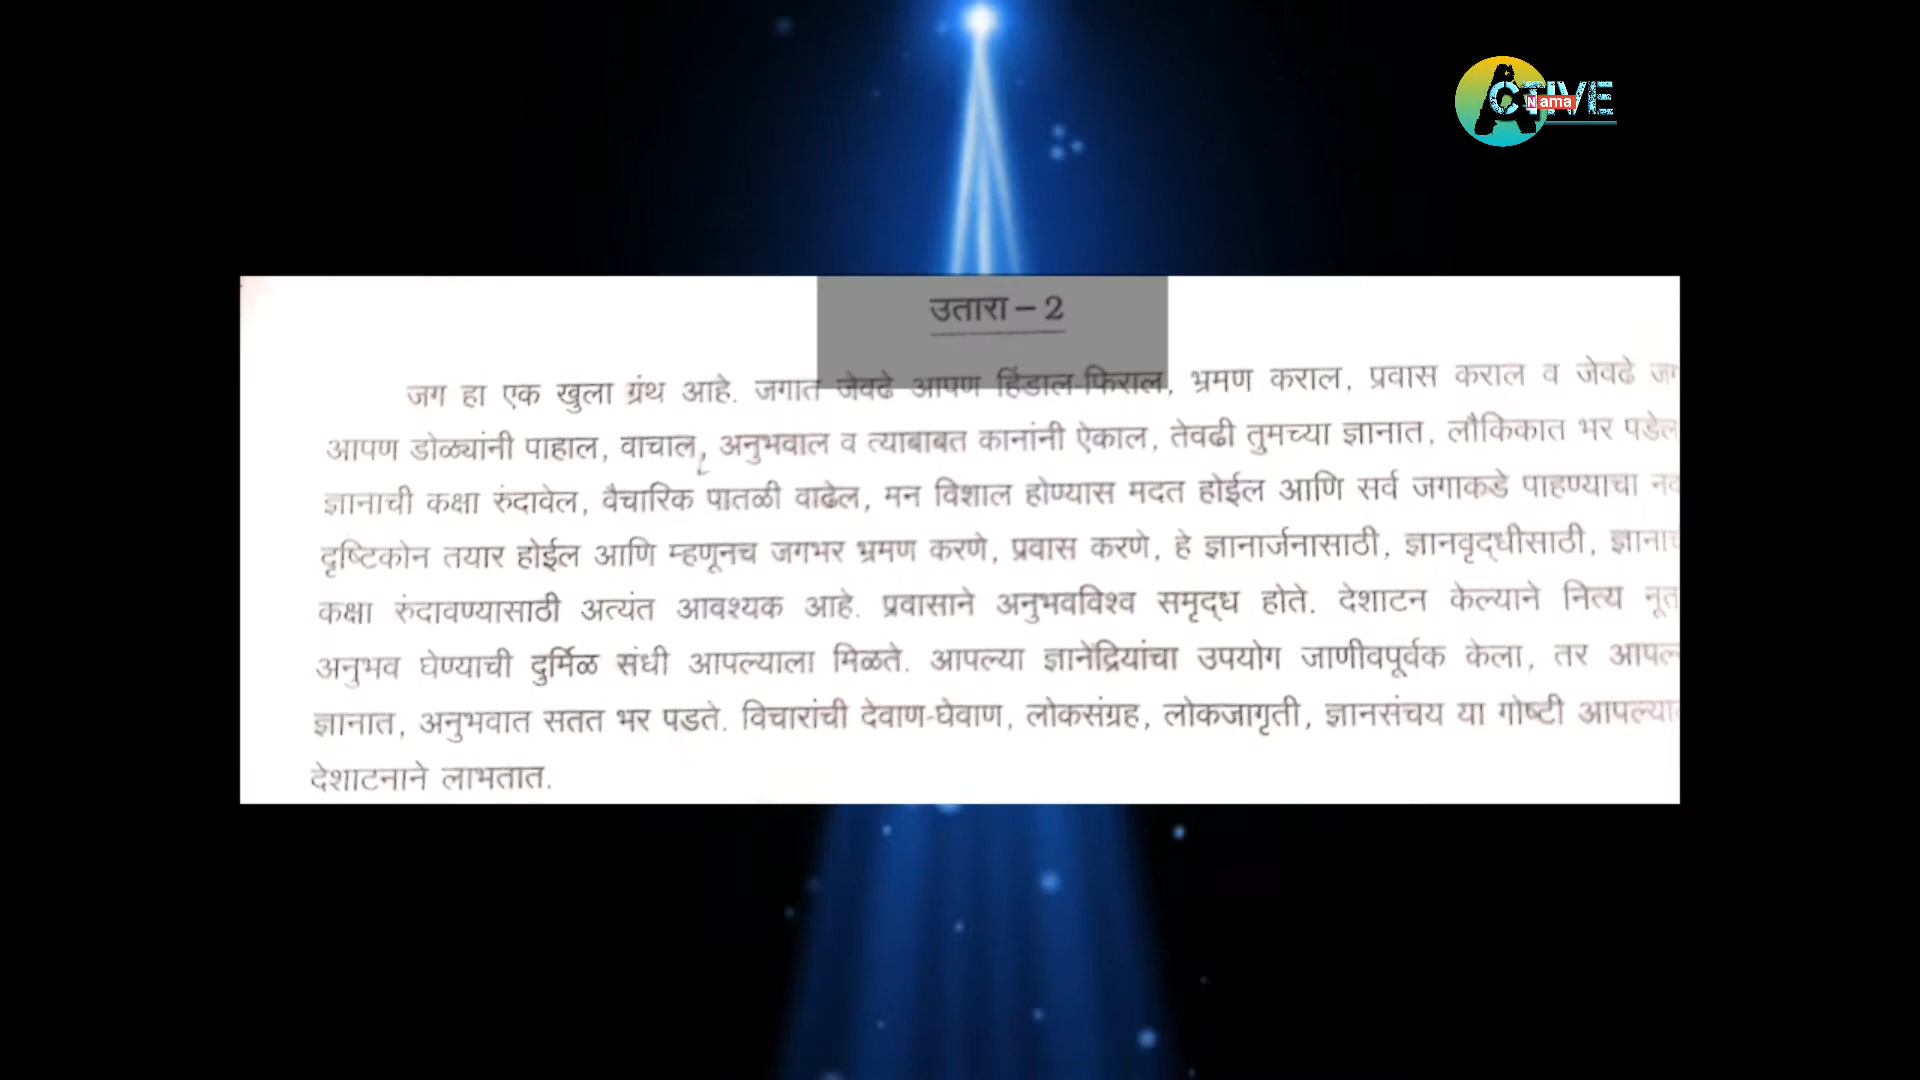 ACTIVE
Nama
उतारा – 2
जग हा एक खुला ग्रंथ आहे. जगात जेवढे आपण हिंडाल-फिराल, भ्रमण कराल, प्रवास कराल व जेवढे
आपण डोळ्यांनी पाहाल, वाचाल, अनुभवाल व त्याबाबत कानांनी ऐकाल, तेवढी तुमच्या ज्ञानात, लौकिकात भर पडेल
ज्ञानाची कक्षा रुंदावेल, वैचारिक पातळी वाढेल, मन विशाल होण्यास मदत होईल आणि सर्व जगाकडे पाहण्याचा
दृष्टिकोन तयार होईल आणि म्हणूनच जगभर भ्रमण करणे, प्रवास करणे, हे ज्ञानार्जनासाठी, ज्ञानवृद्धीसाठी,
कक्षा रुंदावण्यासाठी अत्यंत आवश्यक आहे. प्रवासाने अनुभवविश्व समृद्ध होते. देशाटन केल्याने नित्य
अनुभव घेण्याची दुर्मिळ संधी आपल्याला मिळते. आपल्या ज्ञानेंद्रियांचा उपयोग जाणीवपूर्वक केला, तर
ज्ञानात, अनुभवात सतत भर पडते. विचारांची देवाण-घेवाण, लोकसंग्रह, लोकजागृती, ज्ञानसंचय या गोष्टी
देशाटनाने लाभतात.